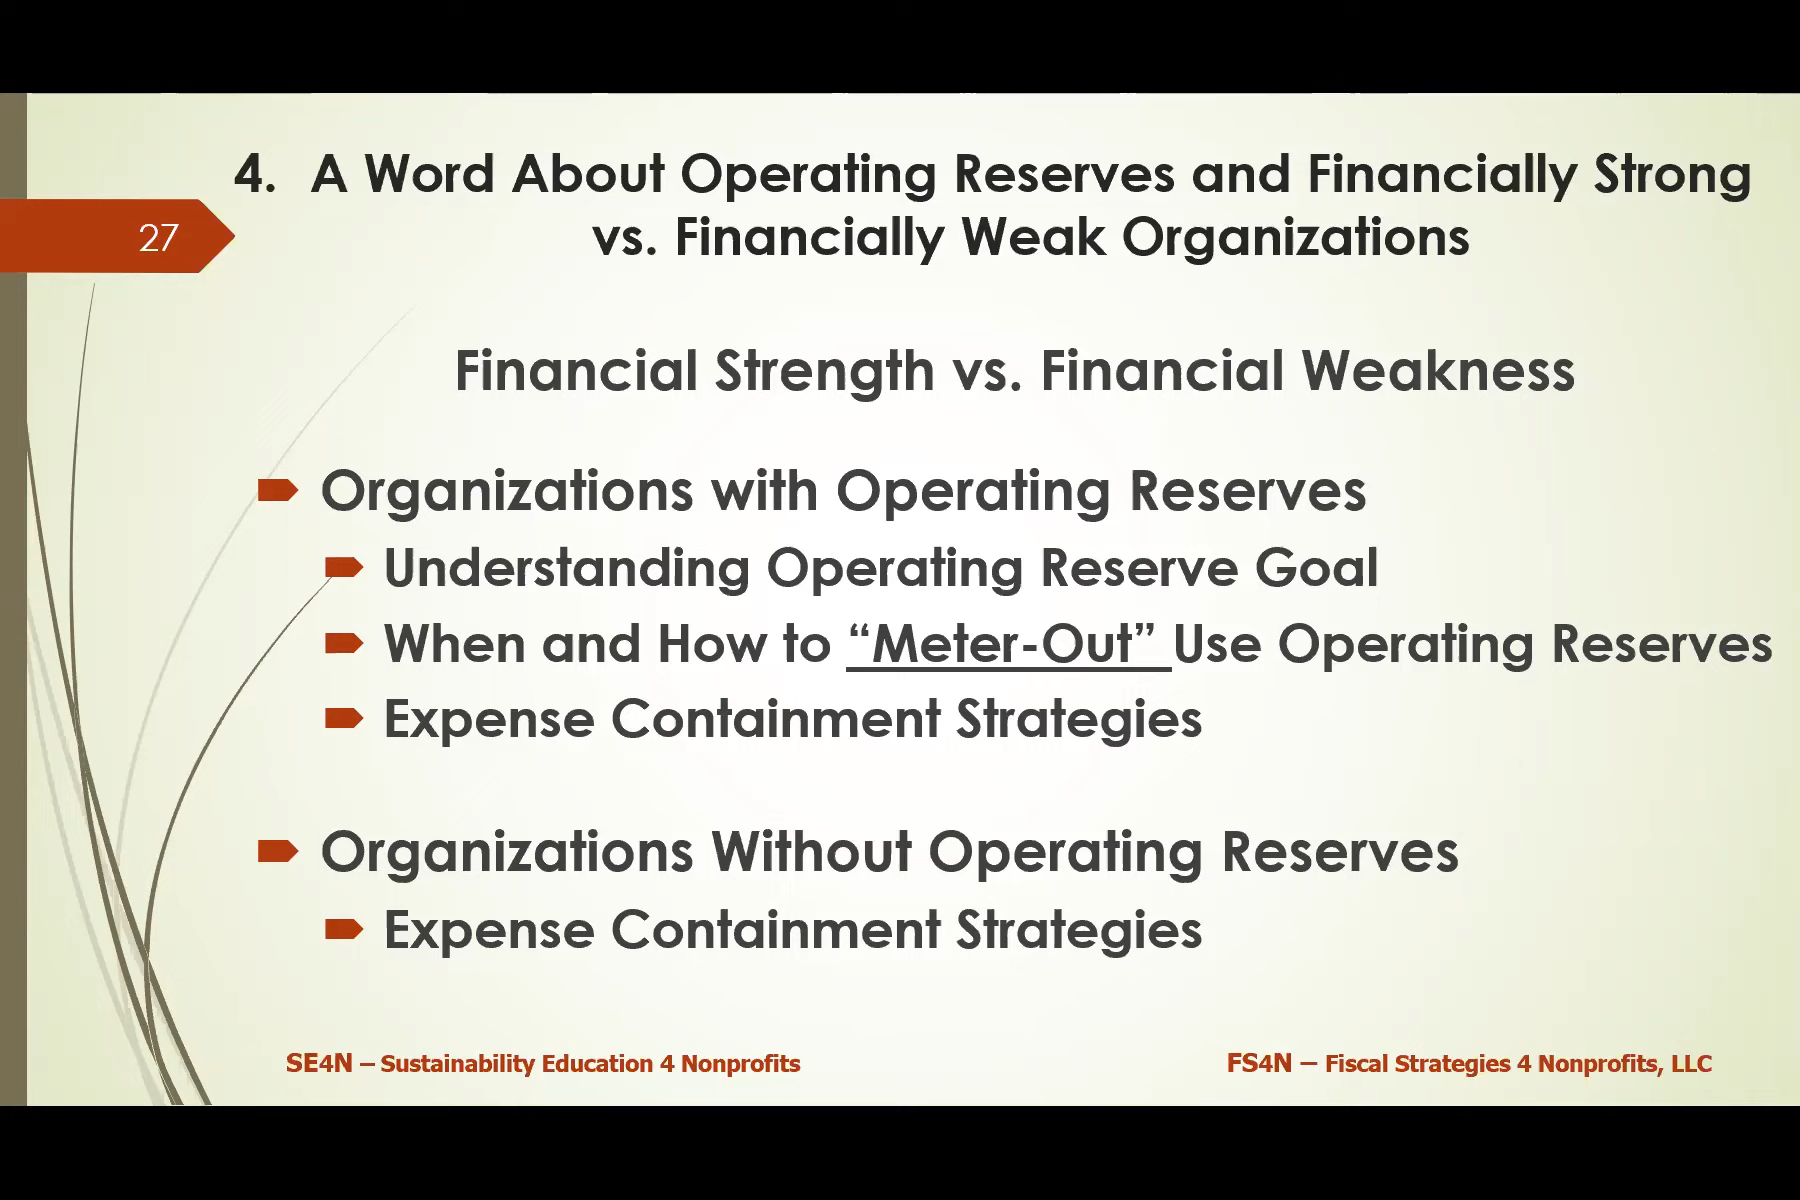 4. A Word About Operating Reserves and Financially Strong
vs. Financially Weak Organizations
27
Financial Strength vs. Financial Weakness
Organizations with Operating Reserves
Understanding Operating Reserve Goal
When and How to “Meter-Out” Use Operating Reserves
Expense Containment Strategies
Organizations Without Operating Reserves
Expense Containment Strategies
SE4N – Sustainability Education 4 Nonprofits
FS4N – Fiscal Strategies 4 Nonprofits, LLC